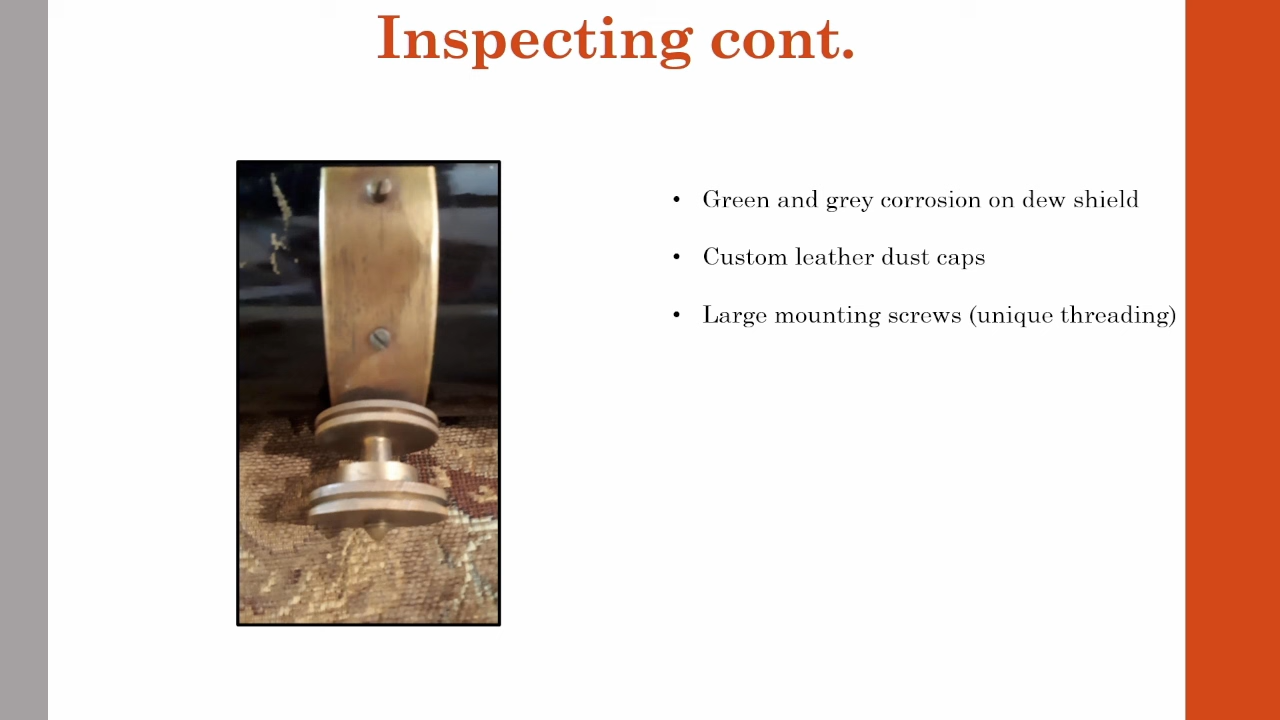 Inspecting cont.
• Green and grey corrosion on dew shield
• Custom leather dust caps
• Large mounting screws (unique threading)